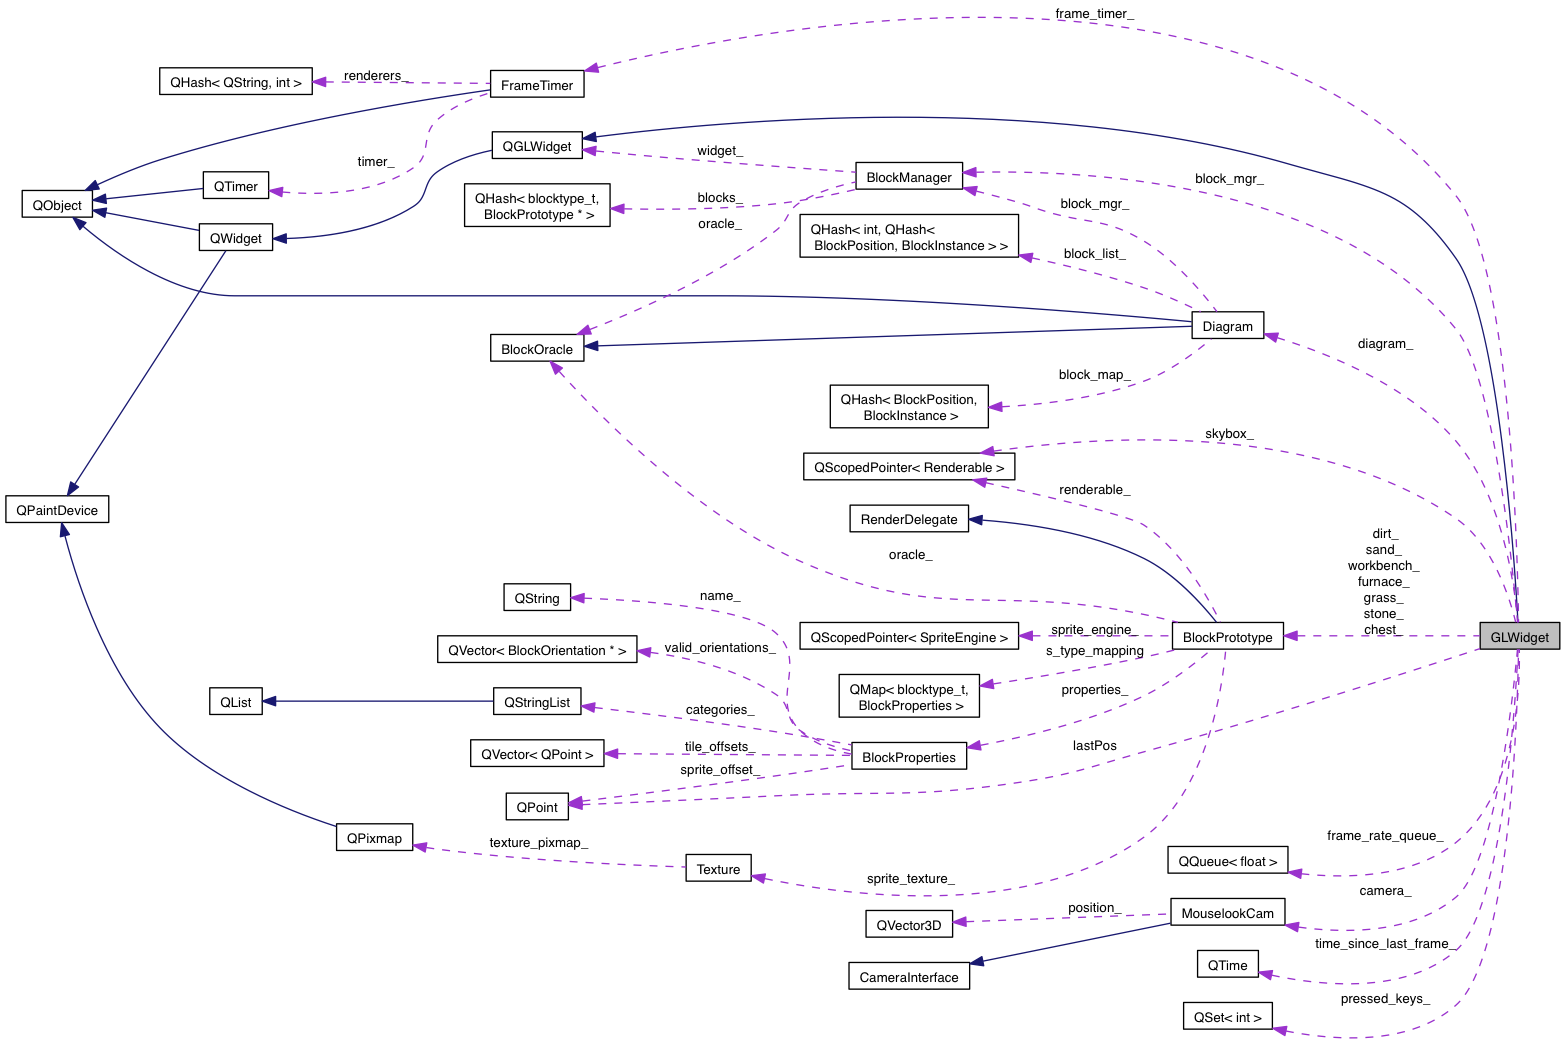 frame_timer_
renderers_
QHash< QString, int >
FrameTimer
QGLWidget
widget_
timer_
BlockManager
block_mgr_
QTimer
QObject
QHash< blocktype_t,
BlockPrototype * >
blocks_
block_mgr_
oracle_
QHash< int, QHash<
BlockPosition, BlockInstance > >
QWidget
block_list_
Diagram
diagram_
BlockOracle
block_map_
QHash< BlockPosition,
BlockInstance >
skybox_
QScopedPointer< Renderable >
renderable_
QPaintDevice
RenderDelegate
dirt_
sand_
workbench_
furnace_
grass_
stone_
chest_
oracle_
name_
QString
QScopedPointer< SpriteEngine >
sprite_engine_
BlockPrototype
GLWidget
QVector< BlockOrientation * >
valid_orientations_
s_type_mapping
QMap< blocktype_t,
BlockProperties >
properties_
QList
QStringList
categories_
QVector< QPoint >
tile_offsets_
BlockProperties
lastPos
sprite_offset_
QPoint
QPixmap
texture_pixmap_
frame_rate_queue_
QQueue< float >
Texture
sprite_texture_
camera_
position_
MouselookCam
QVector3D
time_since_last_frame_
QTime
CameraInterface
pressed_keys_
QSet< int >